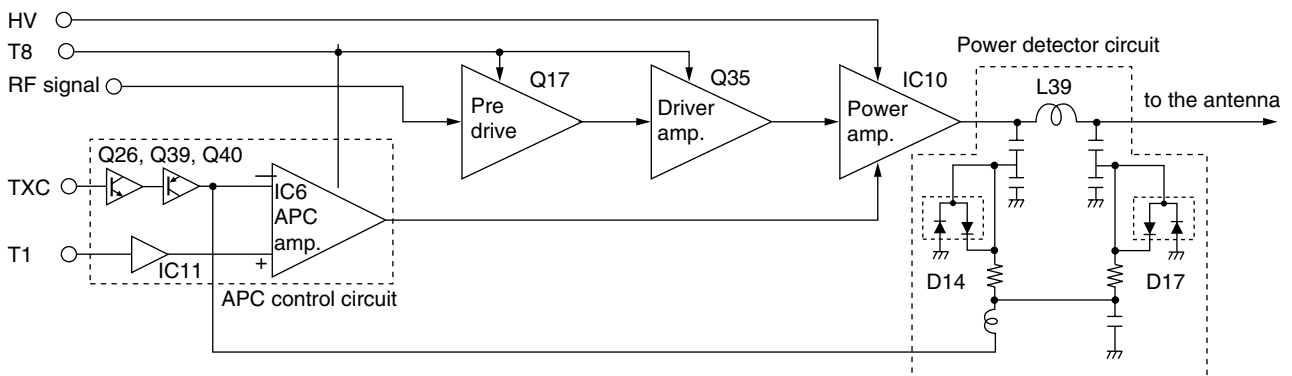 HV
T8
RF signal
Power detector circuit
Q17
Q35
IC10
L39
to the antenna
Pre
drive
Driver
amp.
Power
amp.
Q26, Q39, Q40
TXC
–
IC6
APC
amp.
T1
IC11
+
APC control circuit
D14
D17